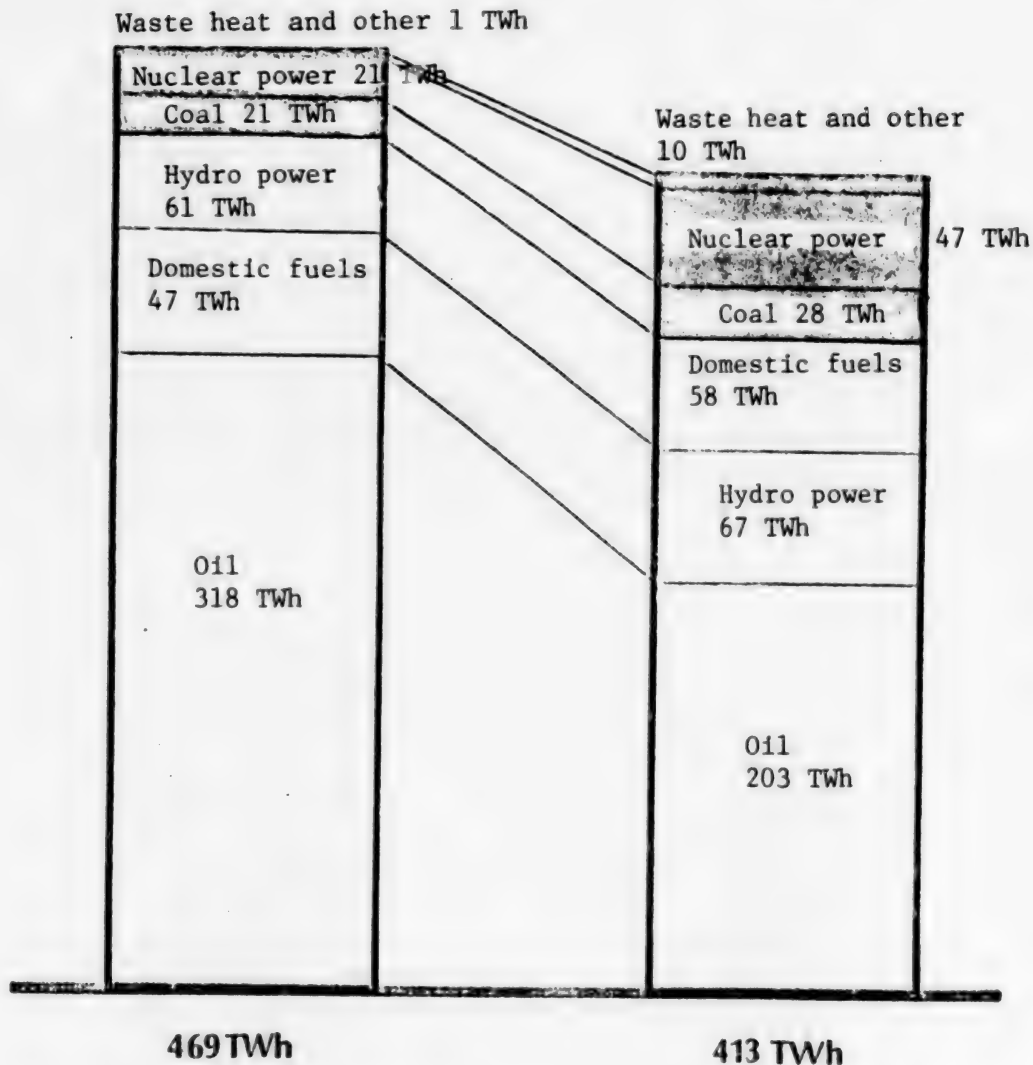 Waste heat and other 1 TWh
Nuclear power 21 TWh
Coal 21 TWh
Hydro power
61 TWh
Domestic fuels
47 TWh
Oil
318 TWh
469 TWh
Waste heat and other
10 TWh
Nuclear power 47 TWh
Coal 28 TWh
Domestic fuels
58 TWh
Hydro power
67 TWh
Oil
203 TWh
413 TWh